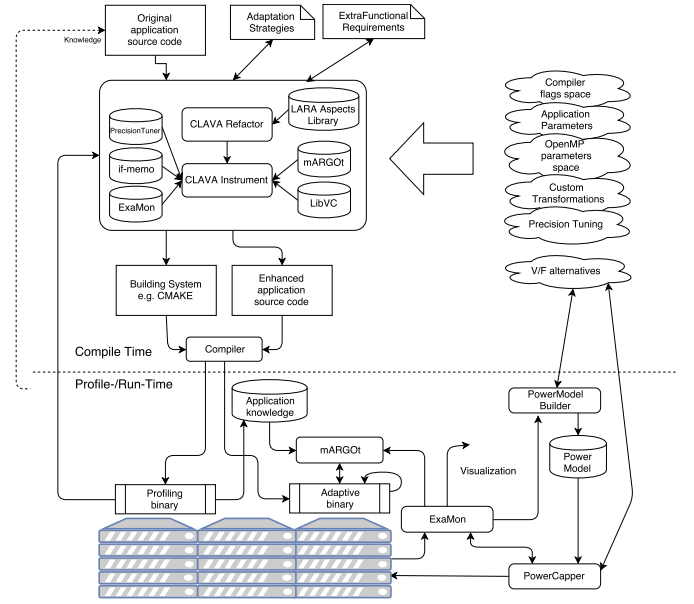 Original
application
source code
Adaptation
Strategies
ExtraFunctional
Requirements
Knowledge
LARA Aspects
Library
CLAVA Refactor
PrecisionTuner
if-memo
CLAVA Instrument
mARGOt
ExaMon
LibVC
Compiler
flags space
Application
Parameters
OpenMP
parameters
space
Custom
Transformations
Precision Tuning
V/F alternatives
Building System
e.g. CMAKE
Enhanced
application
source code
Compiler
Compile Time
Profile-/Run-Time
Application
knowledge
PowerModel
Builder
mARGOt
Visualization
Power
Model
Profiling
binary
Adaptive
binary
ExaMon
PowerCapper